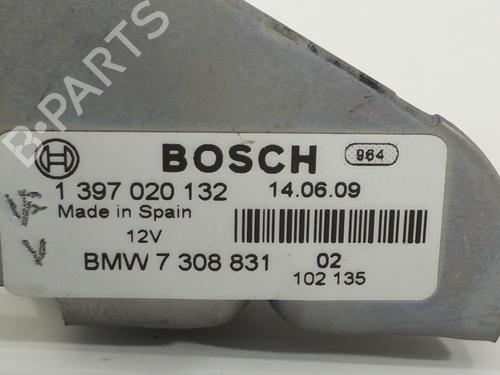 BOSCH 964
1 397 020 132 14.06.09
Made in Spain
12V
BMW 7 308 831 02
102 135
B-PARTS